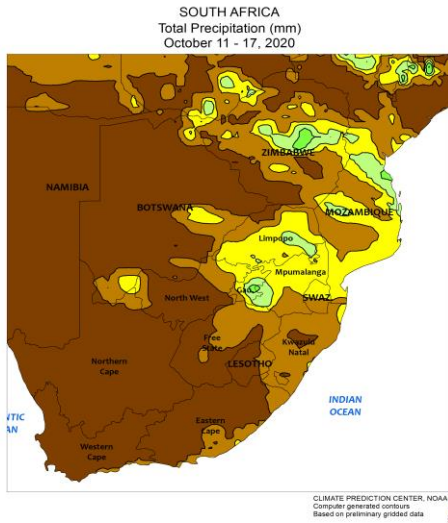 SOUTH AFRICA
Total Precipitation (mm)
October 11 - 17, 2020
ZIMBABWE
NAMIBIA
BOTSWANA
MOZAMBIQUE
Limpopo
Mpumalanga
Gau
North West
SWAZ.
Free
State
Kwazulu
Natal
Northern
Cape
LESOTHO
INDIAN
OCEAN
NTIC
AN
Eastern
Cape
Western
Cape
CLIMATE PREDICTION CENTER, NOAA
Computer generated contours
Based on preliminary gridded data